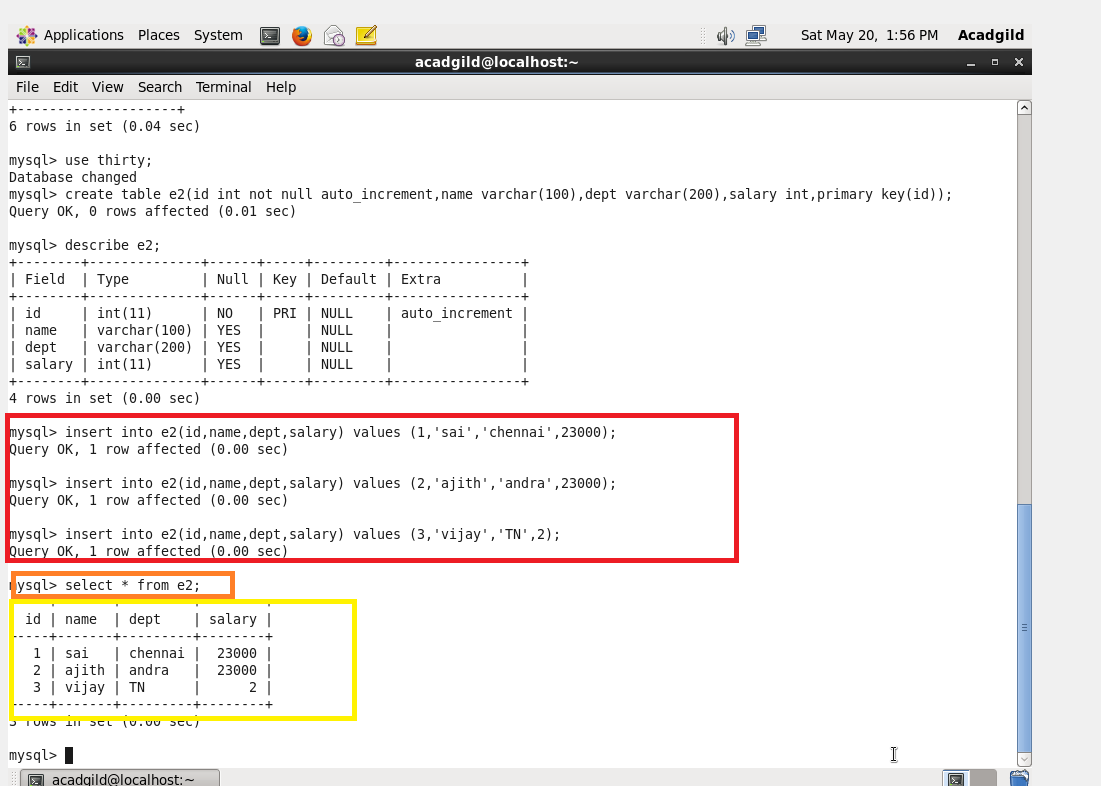 Applications Places System Sat May 20, 1:56 PM Acadgild
acadgild@localhost:~
File Edit View Search Terminal Help
+--------------------+
6 rows in set (0.04 sec)
mysql> use thirty;
Database changed
mysql> create table e2(id int not null auto_increment,name varchar(100),dept varchar(200),salary int,primary key(id));
Query OK, 0 rows affected (0.01 sec)
mysql> describe e2;
+--------+--------------+------+-----+---------+----------------+
| Field  | Type         | Null | Key | Default | Extra          |
+--------+--------------+------+-----+---------+----------------+
| id     | int(11)      | NO   | PRI | NULL    | auto_increment |
| name   | varchar(100) | YES  |     | NULL    |                |
| dept   | varchar(200) | YES  |     | NULL    |                |
| salary | int(11)      | YES  |     | NULL    |                |
+--------+--------------+------+-----+---------+----------------+
4 rows in set (0.00 sec)
mysql> insert into e2(id,name,dept,salary) values (1,'sai','chennai',23000);
Query OK, 1 row affected (0.00 sec)
mysql> insert into e2(id,name,dept,salary) values (2,'ajith','andra',23000);
Query OK, 1 row affected (0.00 sec)
mysql> insert into e2(id,name,dept,salary) values (3,'vijay','TN',2);
Query OK, 1 row affected (0.00 sec)
mysql> select * from e2;
id | name  | dept    | salary |
----+-------+---------+--------+
1 | sai   | chennai |  23000 |
2 | ajith | andra   |  23000 |
3 | vijay | TN      |      2 |
----+-------+---------+--------+
3 rows in set (0.00 sec)
mysql>
acadgild@localhost:~